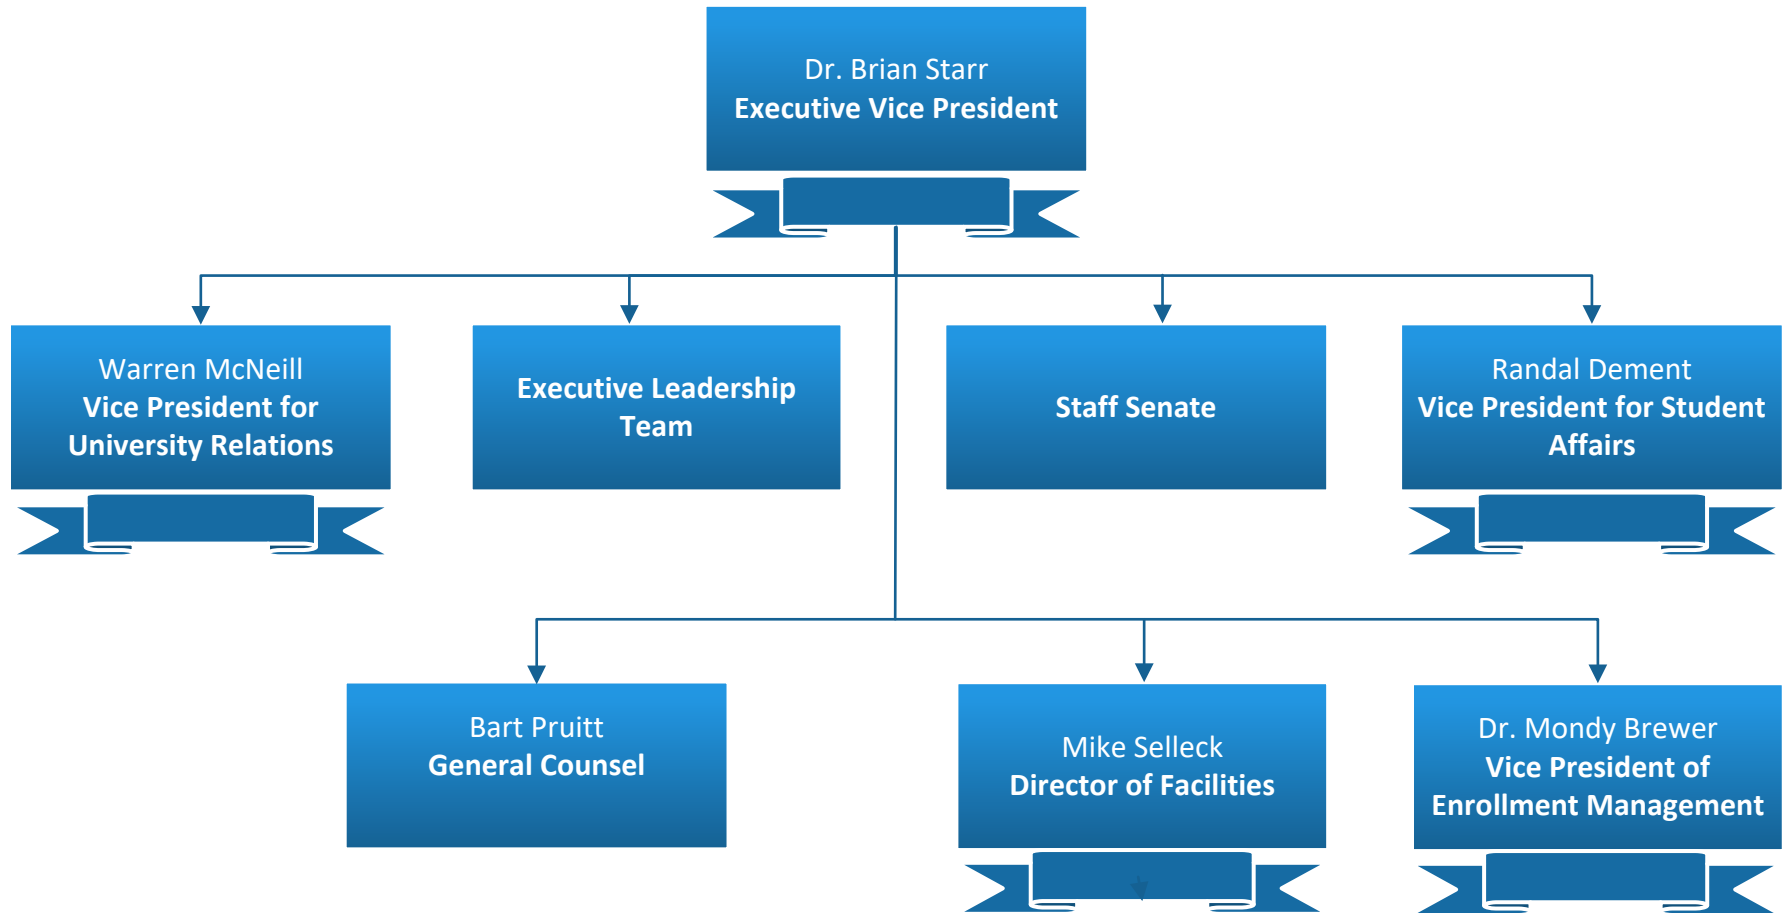 Dr. Brian Starr
Executive Vice President
Warren McNeill
Vice President for
University Relations
Executive Leadership
Team
Staff Senate
Randal Dement
Vice President for Student
Affairs
Bart Pruitt
General Counsel
Mike Selleck
Director of Facilities
Dr. Mondy Brewer
Vice President of
Enrollment Management